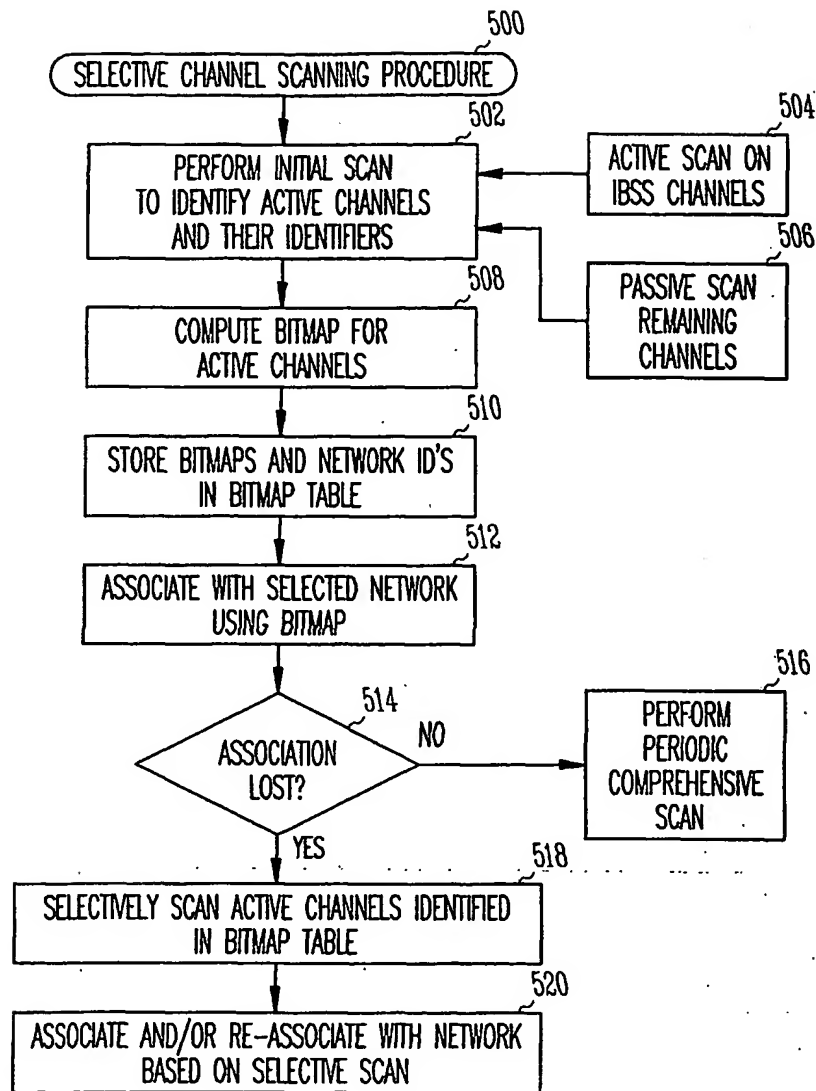 500
SELECTIVE CHANNEL SCANNING PROCEDURE
502
PERFORM INITIAL SCAN
TO IDENTIFY ACTIVE CHANNELS
AND THEIR IDENTIFIERS
504
ACTIVE SCAN ON
IBSS CHANNELS
506
PASSIVE SCAN
REMAINING
CHANNELS
508
COMPUTE BITMAP FOR
ACTIVE CHANNELS
510
STORE BITMAPS AND NETWORK ID'S
IN BITMAP TABLE
512
ASSOCIATE WITH SELECTED NETWORK
USING BITMAP
514
ASSOCIATION
LOST?
NO
516
PERFORM
PERIODIC
COMPREHENSIVE
SCAN
YES
518
SELECTIVELY SCAN ACTIVE CHANNELS IDENTIFIED
IN BITMAP TABLE
520
ASSOCIATE AND/OR RE-ASSOCIATE WITH NETWORK
BASED ON SELECTIVE SCAN